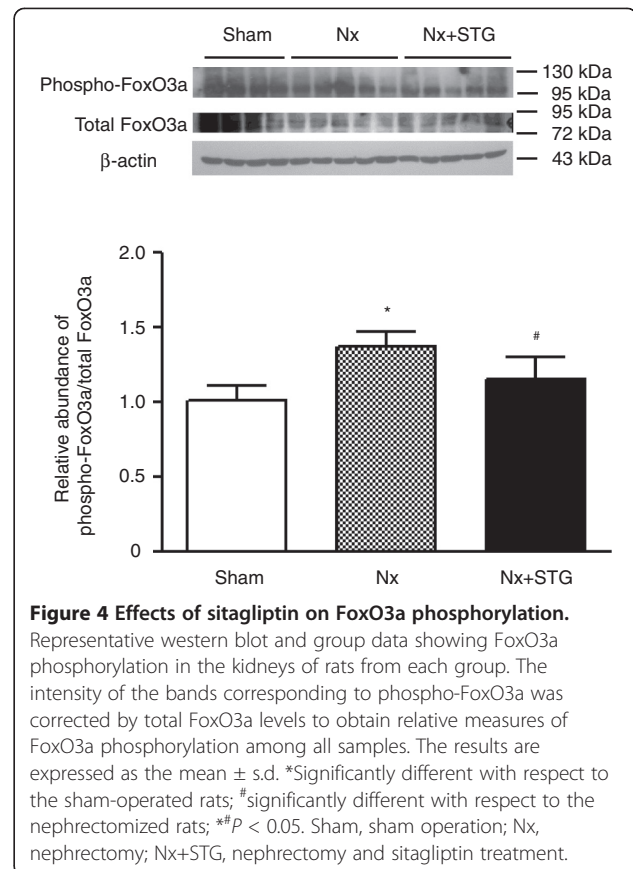 Sham Nx Nx+STG
Phospho-FoxO3a
130 kDa
95 kDa
Total FoxO3a
95 kDa
72 kDa
β-actin
43 kDa
Relative abundance of
phospho-FoxO3a/total FoxO3a
2.0
1.5
1.0
0.5
0
*
#
Sham Nx Nx+STG
Figure 4 Effects of sitagliptin on FoxO3a phosphorylation.
Representative western blot and group data showing FoxO3a
phosphorylation in the kidneys of rats from each group. The
intensity of the bands corresponding to phospho-FoxO3a was
corrected by total FoxO3a levels to obtain relative measures of
FoxO3a phosphorylation among all samples. The results are
expressed as the mean ± s.d. *Significantly different with respect to
the sham-operated rats; #significantly different with respect to the
nephrectomized rats; *#P < 0.05. Sham, sham operation; Nx,
nephrectomy; Nx+STG, nephrectomy and sitagliptin treatment.